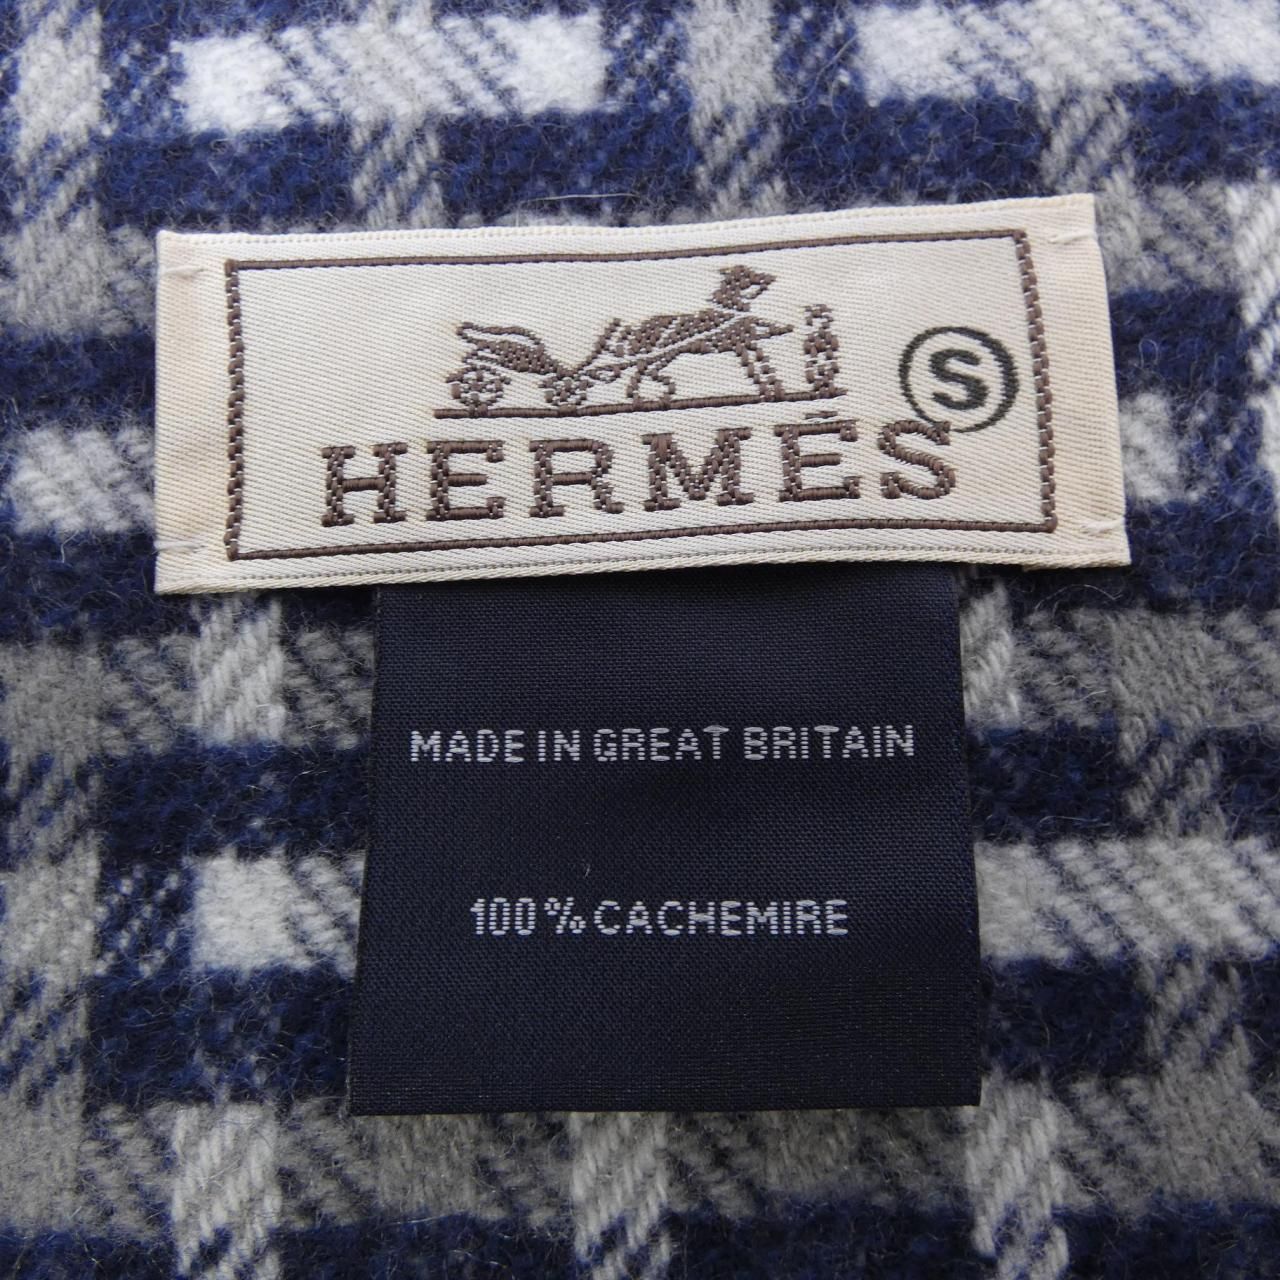 S
HERMÈS
MADE IN GREAT BRITAIN
100% CACHEMIRE